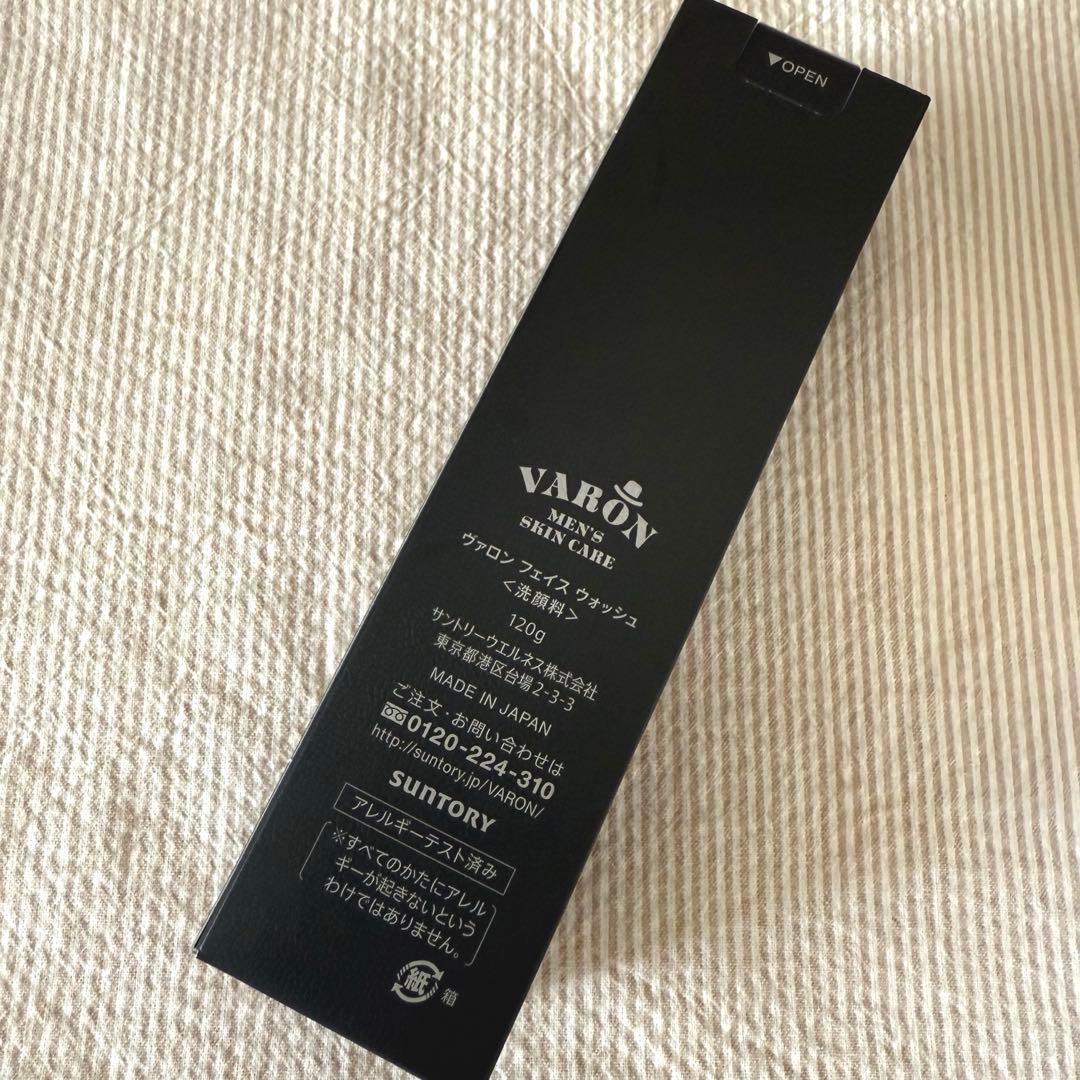 ▼OPEN
VARON
MEN'S
SKIN CARE
ヴァロン フェイス ウォッシュ
<洗顔料>
120g
サントリーウエルネス株式会社
東京都港区台場2-3-3
MADE IN JAPAN
ご注文・お問い合わせは
0120-224-310
http://suntory.jp/VARON/
SUNTORY
アレルギーテスト済み
※すべてのかたにアレル
ギーが起きないという
わけではありません。
紙 箱